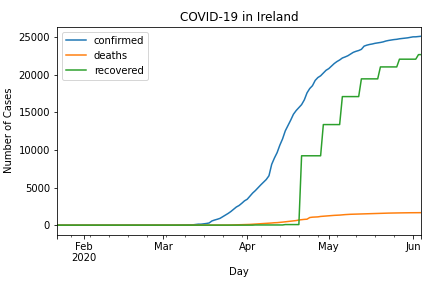 COVID-19 in Ireland
confirmed
deaths
recovered
Number of Cases
25000
20000
15000
10000
5000
0
Feb Mar Apr May Jun
2020
Day